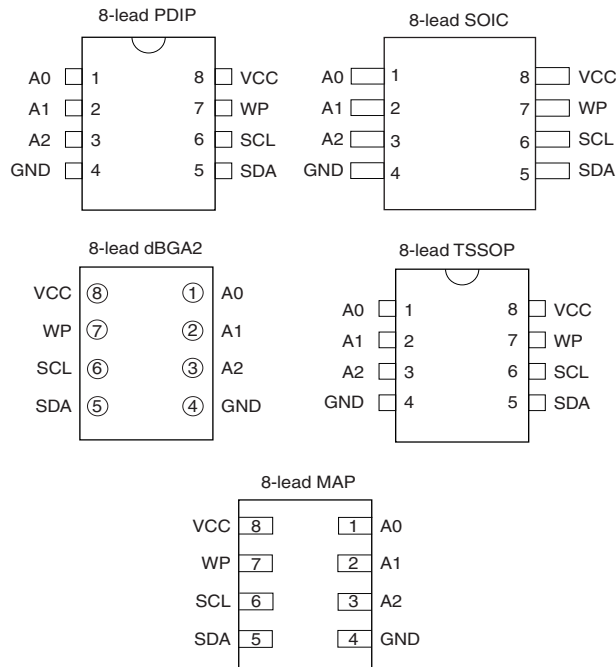 8-lead PDIP
A0 1 8 VCC
A1 2 7 WP
A2 3 6 SCL
GND 4 5 SDA
8-lead SOIC
A0 1 8 VCC
A1 2 7 WP
A2 3 6 SCL
GND 4 5 SDA
8-lead dBGA2
VCC 8 1 A0
WP 7 2 A1
SCL 6 3 A2
SDA 5 4 GND
8-lead TSSOP
A0 1 8 VCC
A1 2 7 WP
A2 3 6 SCL
GND 4 5 SDA
8-lead MAP
VCC 8 1 A0
WP 7 2 A1
SCL 6 3 A2
SDA 5 4 GND